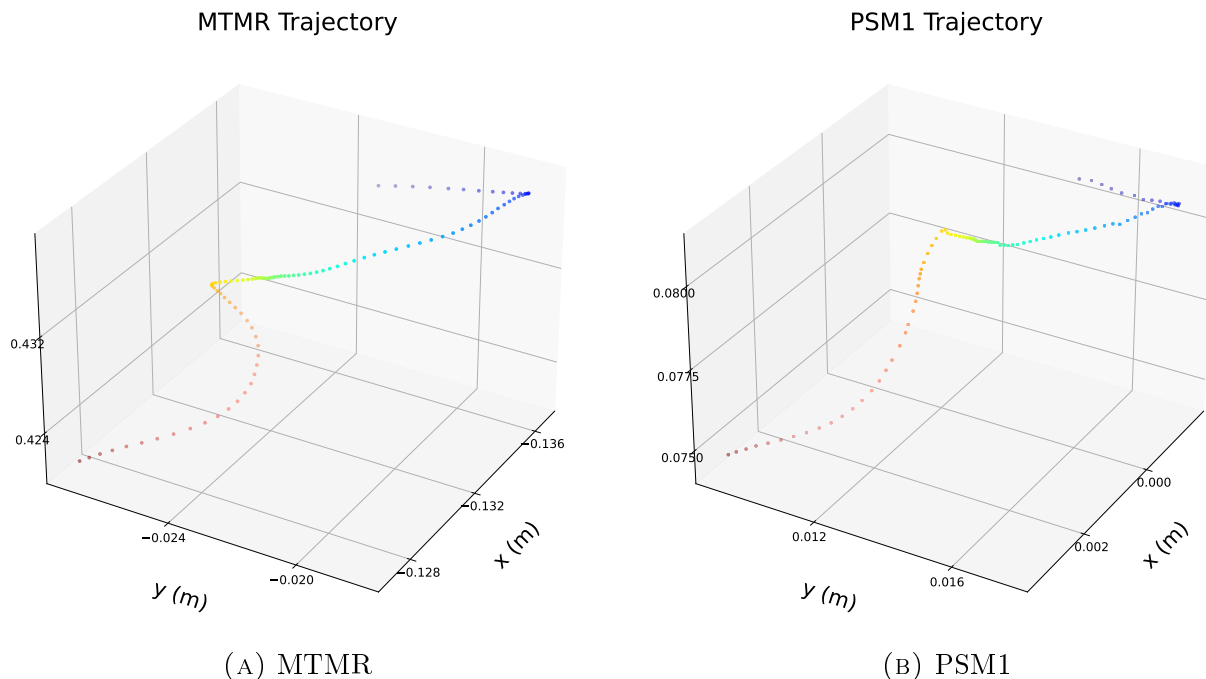 MTMR Trajectory
0.432
0.424
−0.024
−0.020
y (m)
−0.136
−0.132
−0.128
x (m)
(A) MTMR
PSM1 Trajectory
0.0800
0.0775
0.0750
0.012
0.016
y (m)
0.000
0.002
x (m)
(B) PSM1